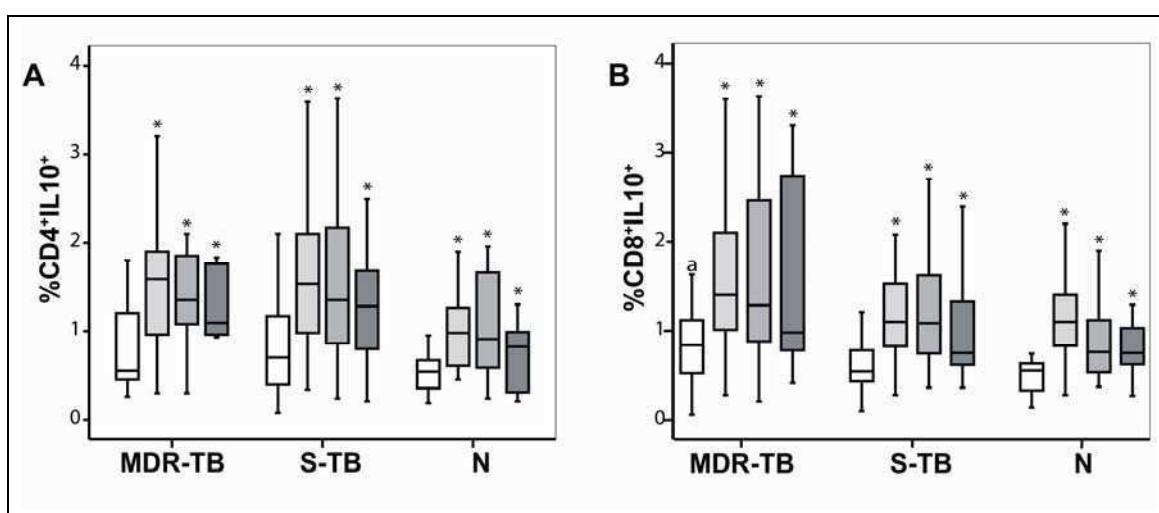 A
%CD4⁺IL10⁺
4
3
2
1
0
* * * * * * * * *
MDR-TB S-TB N
B
%CD8⁺IL10⁺
4
3
2
1
0
a * * * * * * * * *
MDR-TB S-TB N